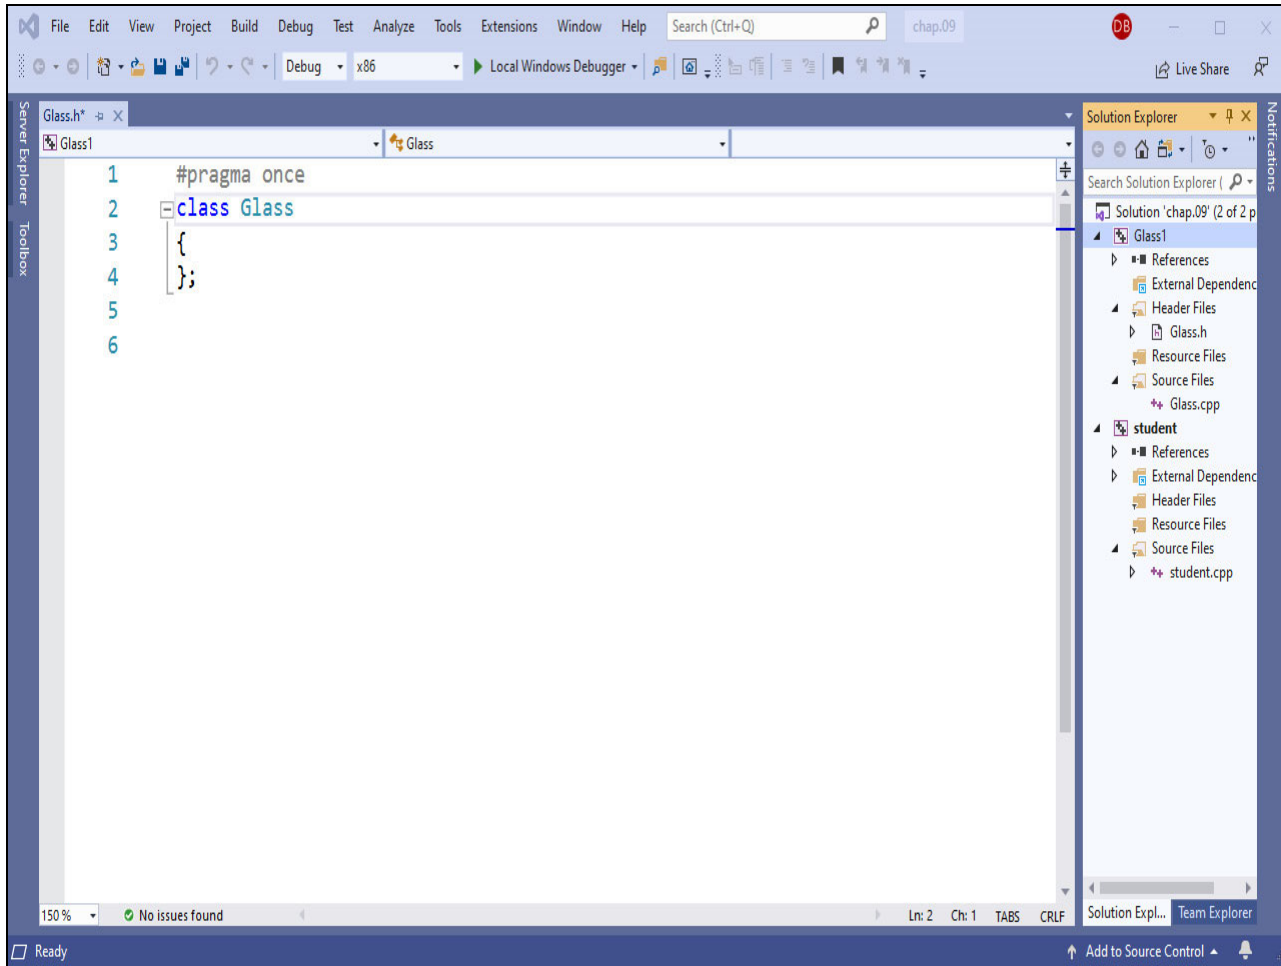 File Edit View Project Build Debug Test Analyze Tools Extensions Window Help Search (Ctrl+Q) chap.09 DB
Debug x86 Local Windows Debugger Live Share
Server Explorer
Toolbox
Glass.h*
Glass1 Glass
1 #pragma once
2 class Glass
3 {
4 };
5
6
150 % No issues found Ln: 2 Ch: 1 TABS CRLF
Solution Explorer
Search Solution Explorer (
Solution 'chap.09' (2 of 2 p
Glass1
References
External Dependenc
Header Files
Glass.h
Resource Files
Source Files
Glass.cpp
student
References
External Dependenc
Header Files
Resource Files
Source Files
student.cpp
Solution Expl... Team Explorer
Notifications
Ready Add to Source Control